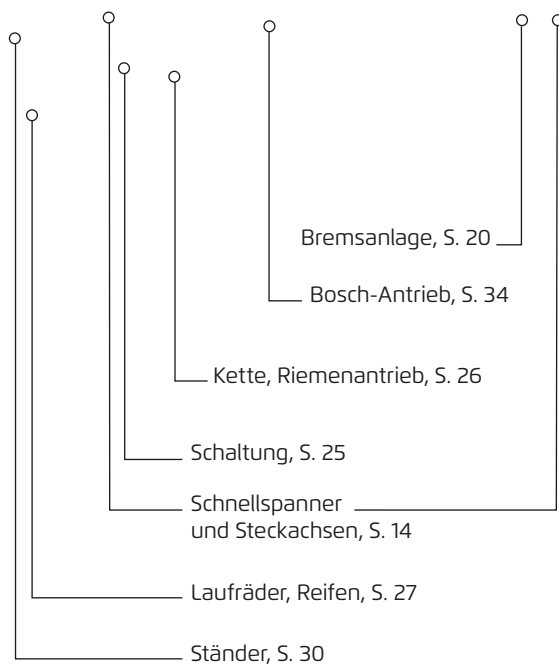 Bremsanlage, S. 20
Bosch-Antrieb, S. 34
Kette, Riemenantrieb, S. 26
Schaltung, S. 25
Schnellspanner
und Steckachsen, S. 14
Laufräder, Reifen, S. 27
Ständer, S. 30